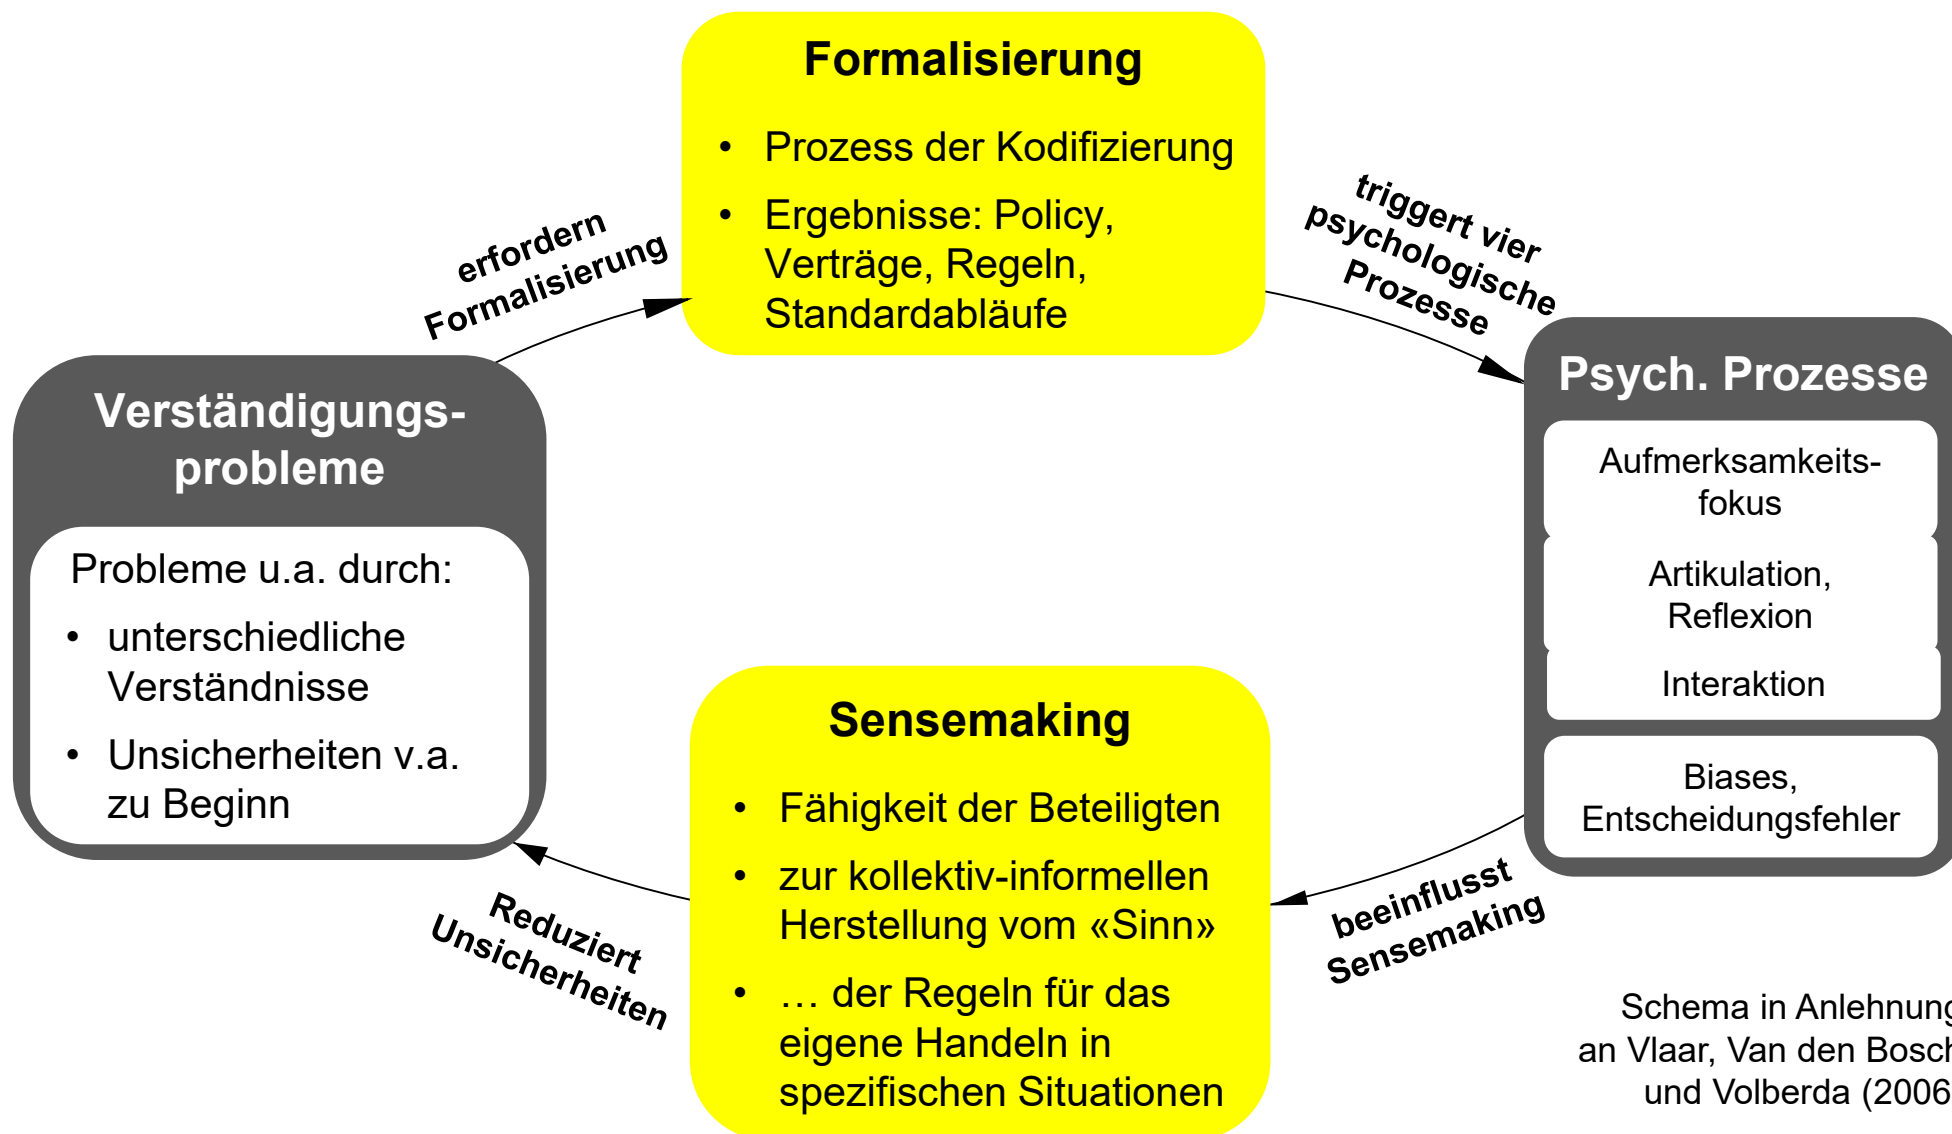 Formalisierung
• Prozess der Kodifizierung
• Ergebnisse: Policy,
Verträge, Regeln,
Standardabläufe
erfordern
Formalisierung
triggert vier
psychologische
Prozesse
Verständigungs-
probleme
Probleme u.a. durch:
• unterschiedliche
Verständnisse
• Unsicherheiten v.a.
zu Beginn
Psych. Prozesse
Aufmerksamkeits-
fokus
Artikulation,
Reflexion
Interaktion
Biases,
Entscheidungsfehler
Sensemaking
• Fähigkeit der Beteiligten
• zur kollektiv-informellen
Herstellung vom «Sinn»
• … der Regeln für das
eigene Handeln in
spezifischen Situationen
Reduziert
Unsicherheiten
beeinflusst
Sensemaking
Schema in Anlehnung
an Vlaar, Van den Bosch
und Volberda (2006